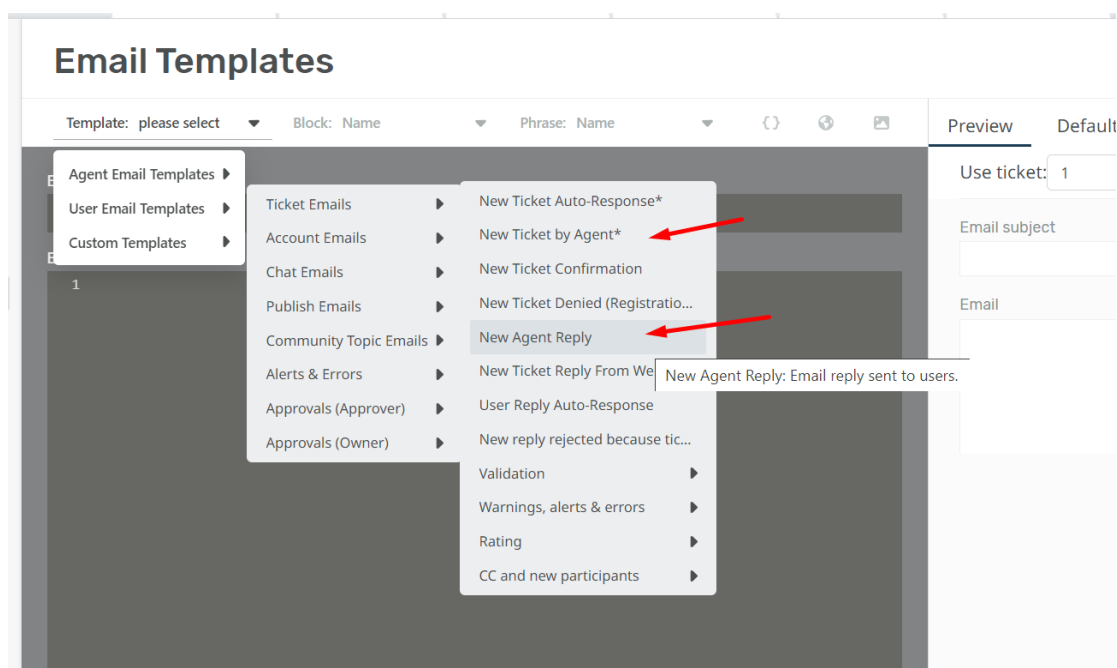 Email Templates
Template: please select
Block: Name
Phrase: Name
{}
Preview
Default
Agent Email Templates
User Email Templates
Custom Templates
E
E
1
Ticket Emails
Account Emails
Chat Emails
Publish Emails
Community Topic Emails
Alerts & Errors
Approvals (Approver)
Approvals (Owner)
New Ticket Auto-Response*
New Ticket by Agent*
New Ticket Confirmation
New Ticket Denied (Registratio...
New Agent Reply
New Ticket Reply From We
New Agent Reply: Email reply sent to users.
User Reply Auto-Response
New reply rejected because tic...
Validation
Warnings, alerts & errors
Rating
CC and new participants
Use ticket: 1
Email subject
Email